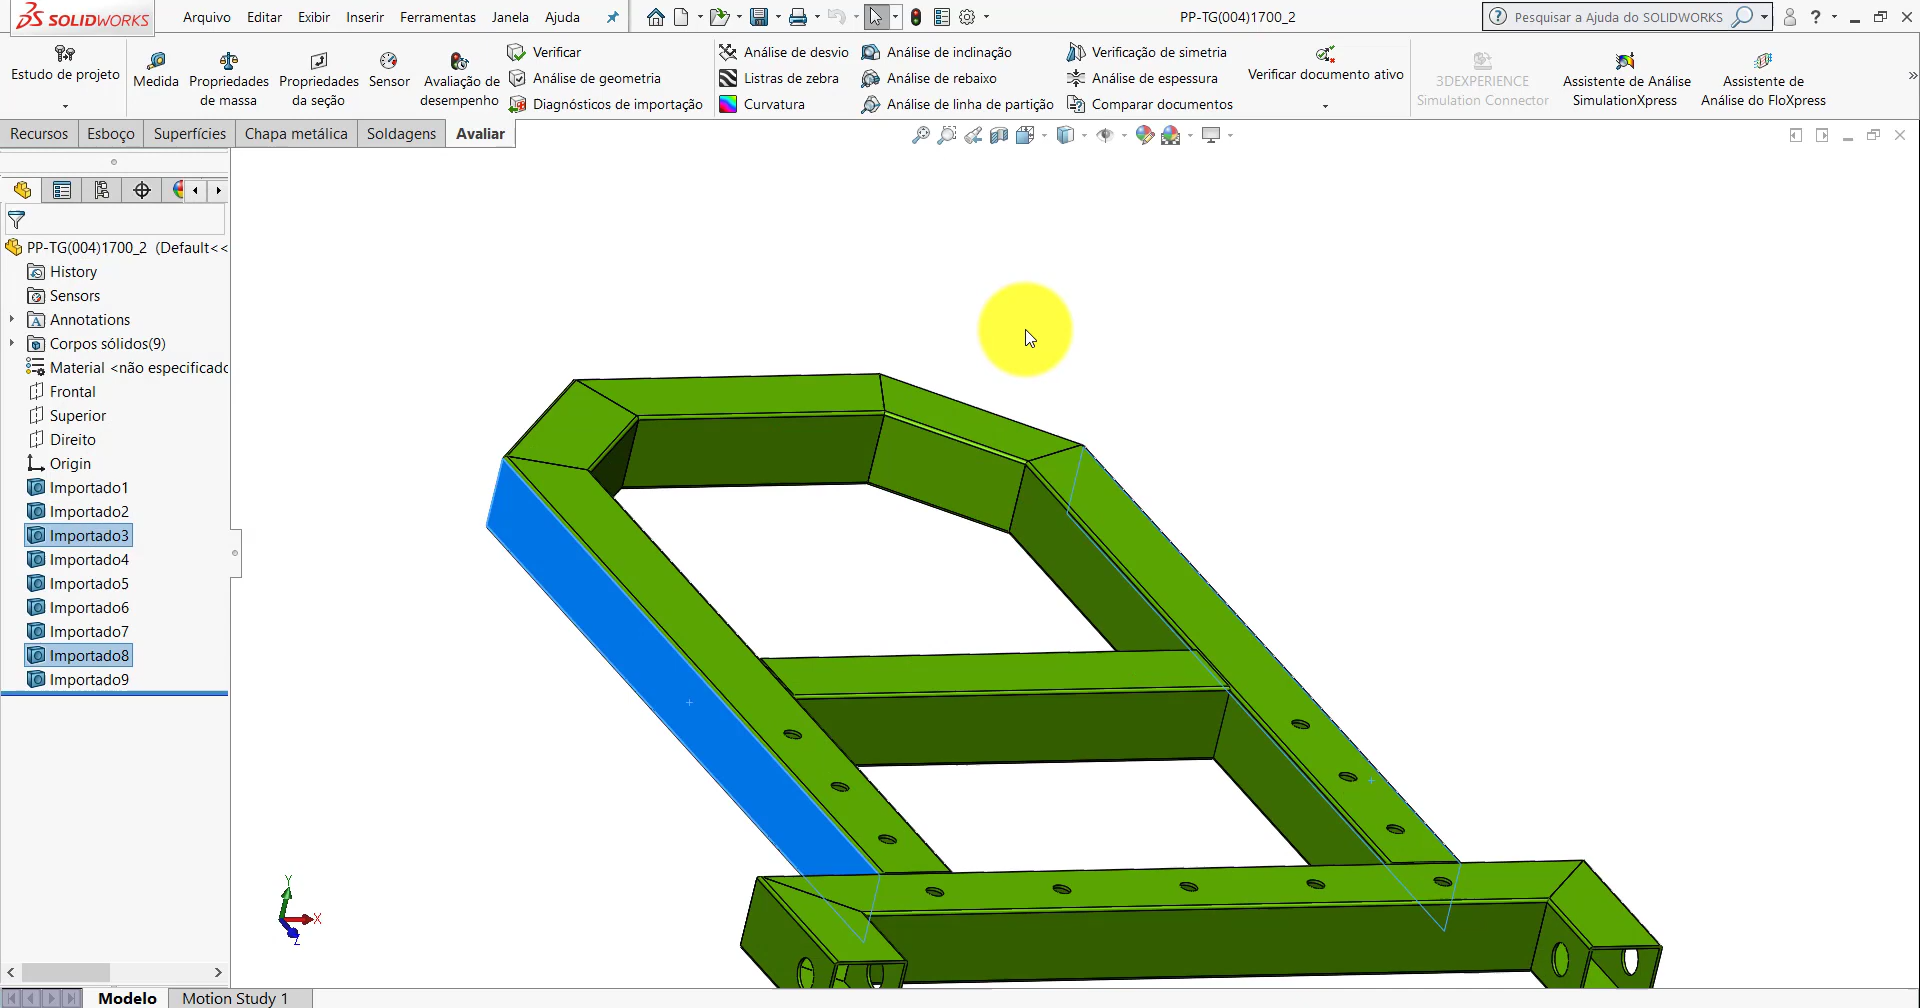 SOLIDWORKS
Arquivo Editar Exibir Inserir Ferramentas Janela Ajuda
PP-TG(004)1700_2
Pesquisar a Ajuda do SOLIDWORKS
Estudo de projeto
Medida
Propriedades de massa
Propriedades da seção
Sensor
Avaliação de desempenho
Verificar
Análise de geometria
Diagnósticos de importação
Análise de desvio
Listras de zebra
Curvatura
Análise de inclinação
Análise de rebaixo
Análise de linha de partição
Verificação de simetria
Análise de espessura
Comparar documentos
Verificar documento ativo
3DEXPERIENCE Simulation Connector
Assistente de Análise SimulationXpress
Assistente de Análise do FloXpress
Recursos Esboço Superfícies Chapa metálica Soldagens Avaliar
PP-TG(004)1700_2 (Default<<
History
Sensors
Annotations
Corpos sólidos(9)
Material <não especificado
Frontal
Superior
Direito
Origin
Importado1
Importado2
Importado3
Importado4
Importado5
Importado6
Importado7
Importado8
Importado9
Y
X
Z
Modelo Motion Study 1